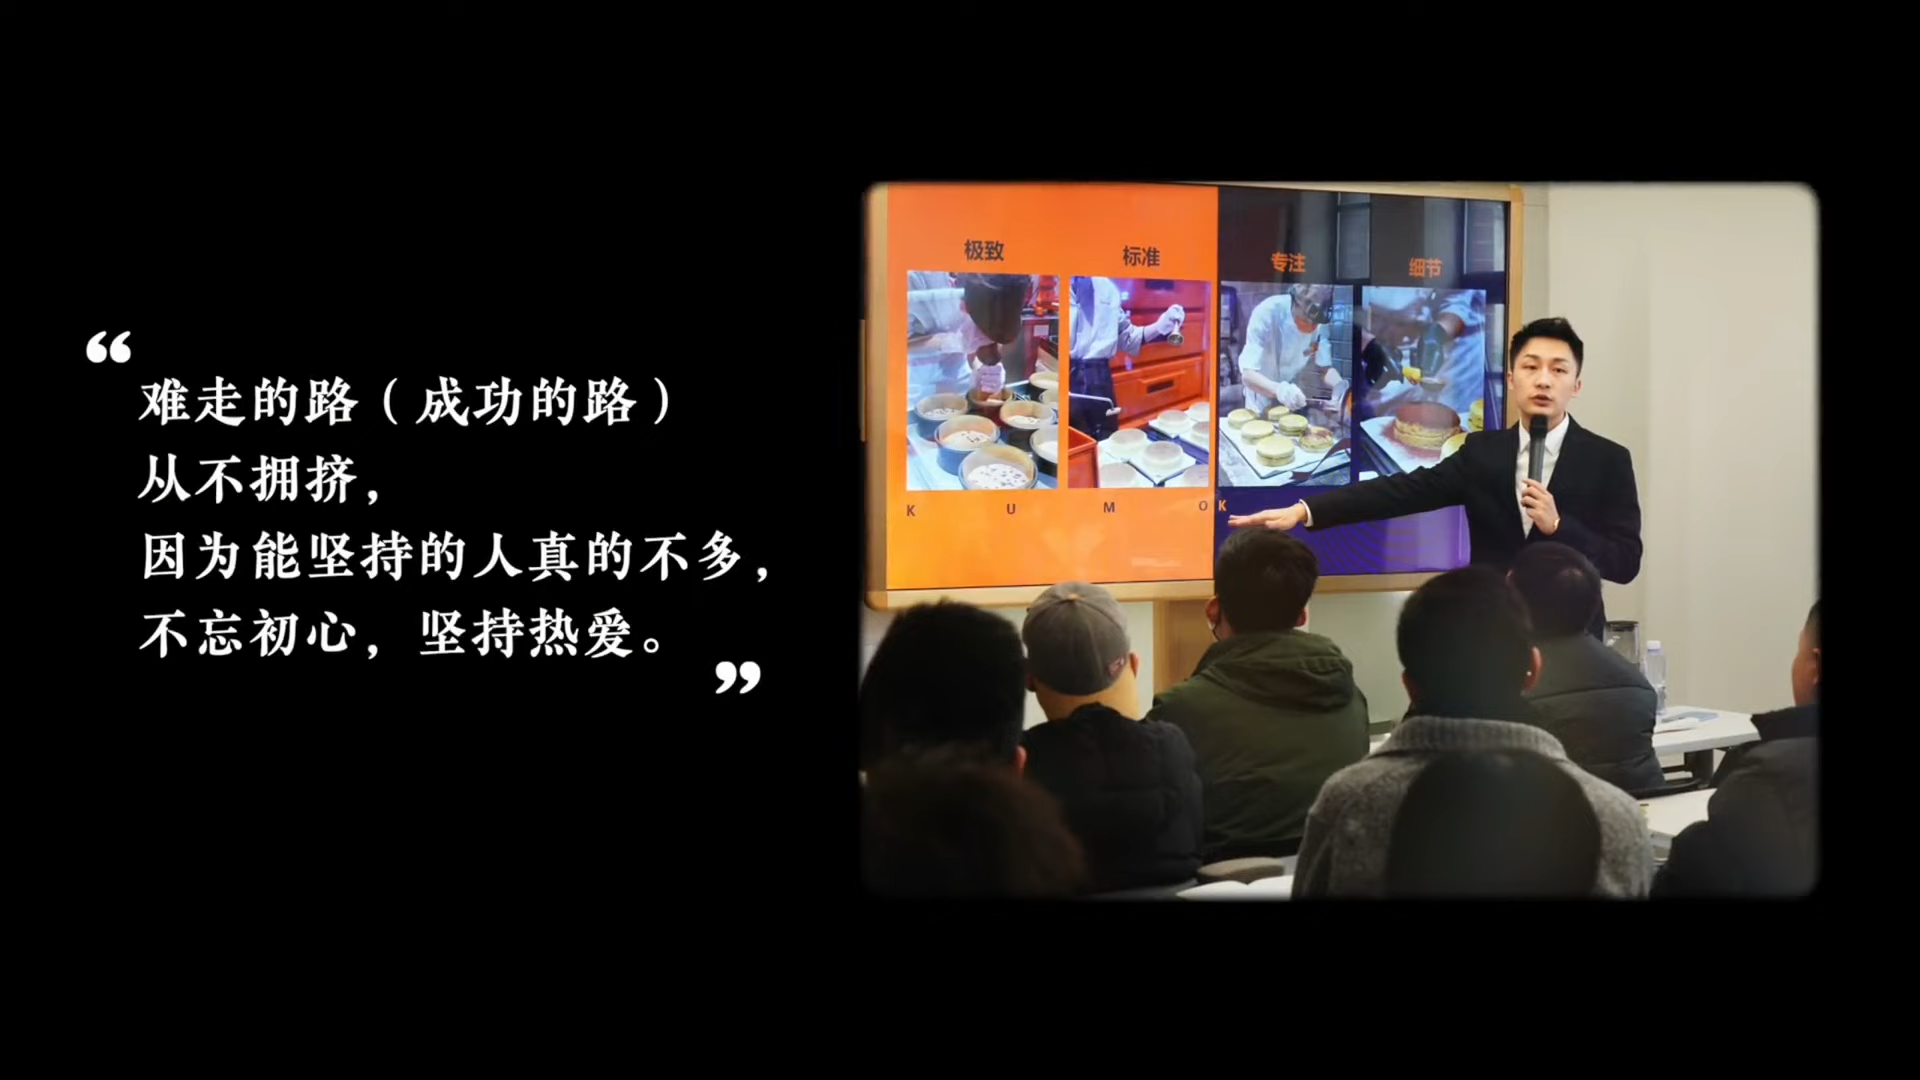 “
难走的路（成功的路）
从不拥挤，
因为能坚持的人真的不多，
不忘初心，坚持热爱。
”
极致 标准 专注 细节
K U M O K